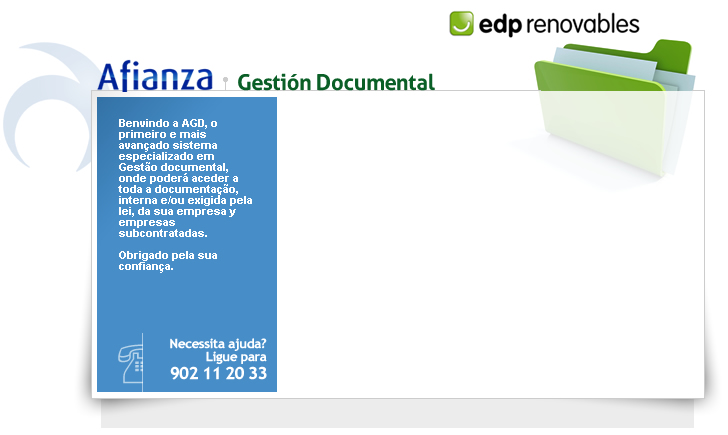 edp renovables
Afianza Gestión Documental
Benvindo a AGD, o
primeiro e mais
avançado sistema
especializado em
Gestão documental,
onde poderá aceder a
toda a documentação,
interna e/ou exigida pela
lei, da sua empresa y
empresas
subcontratadas.
Obrigado pela sua
confiança.
Necessita ajuda?
Ligue para
902 11 20 33